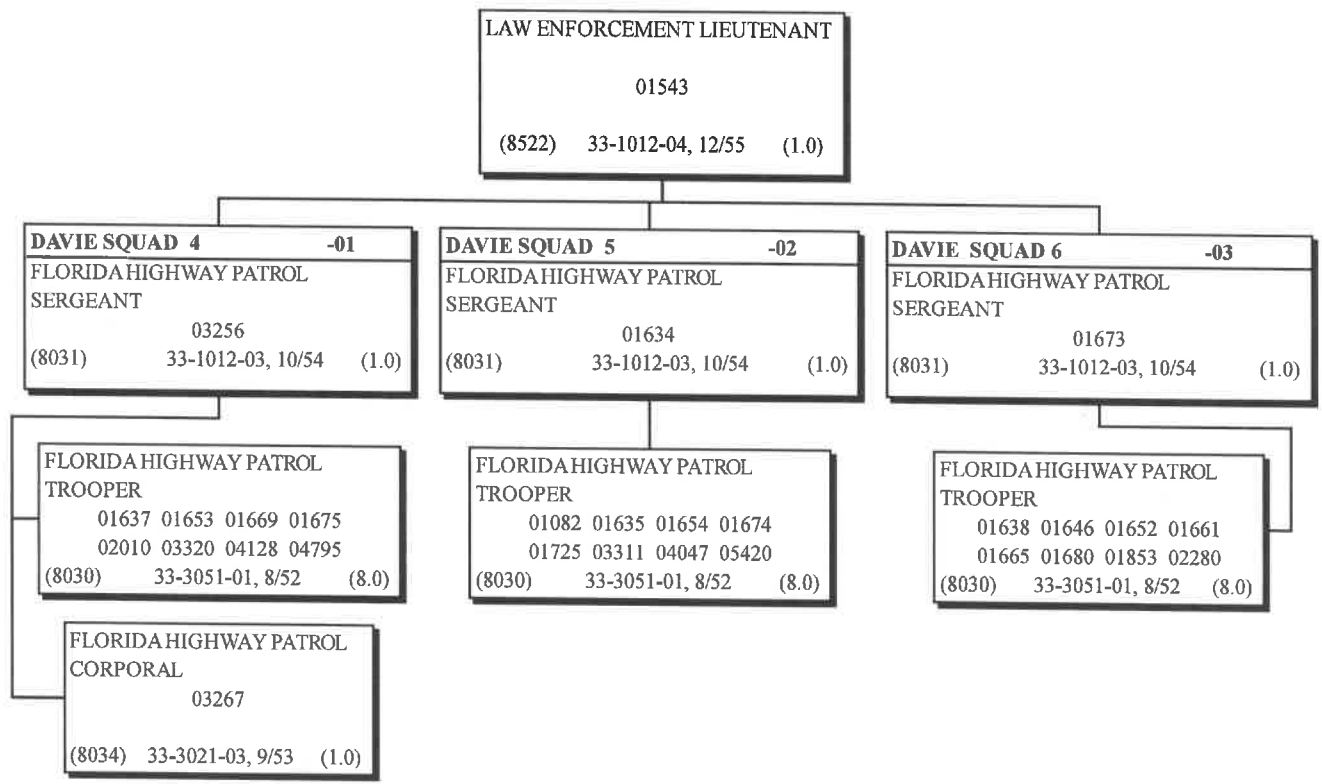 LAW ENFORCEMENT LIEUTENANT
01543
(8522) 33-1012-04, 12/55 (1.0)
DAVIE SQUAD 4 -01
FLORIDA HIGHWAY PATROL
SERGEANT
03256
(8031) 33-1012-03, 10/54 (1.0)
FLORIDA HIGHWAY PATROL
TROOPER
01637 01653 01669 01675
02010 03320 04128 04795
(8030) 33-3051-01, 8/52 (8.0)
FLORIDA HIGHWAY PATROL
CORPORAL
03267
(8034) 33-3021-03, 9/53 (1.0)
DAVIE SQUAD 5 -02
FLORIDA HIGHWAY PATROL
SERGEANT
01634
(8031) 33-1012-03, 10/54 (1.0)
FLORIDA HIGHWAY PATROL
TROOPER
01082 01635 01654 01674
01725 03311 04047 05420
(8030) 33-3051-01, 8/52 (8.0)
DAVIE SQUAD 6 -03
FLORIDA HIGHWAY PATROL
SERGEANT
01673
(8031) 33-1012-03, 10/54 (1.0)
FLORIDA HIGHWAY PATROL
TROOPER
01638 01646 01652 01661
01665 01680 01853 02280
(8030) 33-3051-01, 8/52 (8.0)